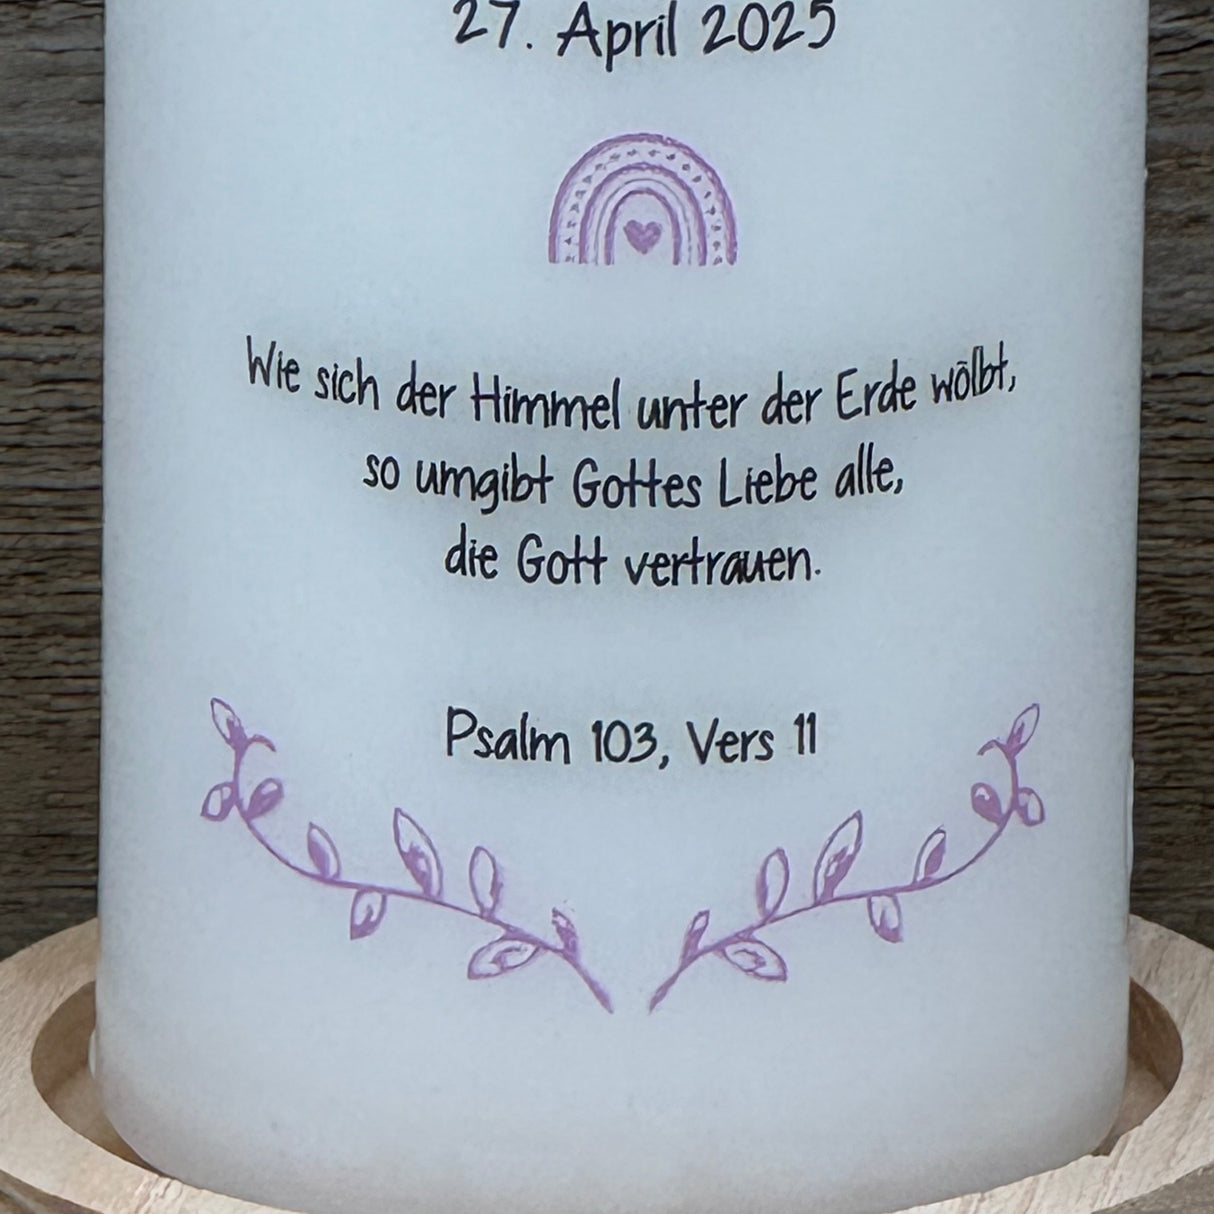 27. April 2025
Wie sich der Himmel unter der Erde wölbt,
so umgibt Gottes Liebe alle,
die Gott vertrauen.
Psalm 103, Vers 11